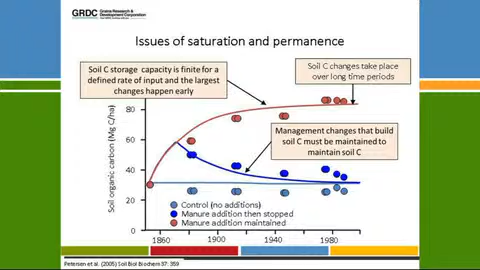 GRDC
Grains Research &
Development Corporation
Issues of saturation and permanence
Soil C storage capacity is finite for a
defined rate of input and the largest
changes happen early
Soil C changes take place
over long time periods
Management changes that build
soil C must be maintained to
maintain soil C
Soil organic carbon (Mg C/ha)
80
60
40
20
0
Control (no additions)
Manure addition then stopped
Manure addition maintained
1860
1900
1940
1980
Petersen et al. (2005) Soil Biol Biochem 37: 359